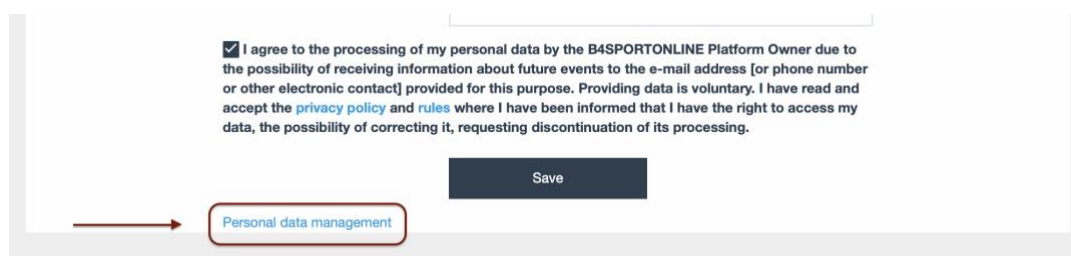 I agree to the processing of my personal data by the B4SPORTONLINE Platform Owner due to
the possibility of receiving information about future events to the e-mail address [or phone number
or other electronic contact] provided for this purpose. Providing data is voluntary. I have read and
accept the privacy policy and rules where I have been informed that I have the right to access my
data, the possibility of correcting it, requesting discontinuation of its processing.
Save
Personal data management